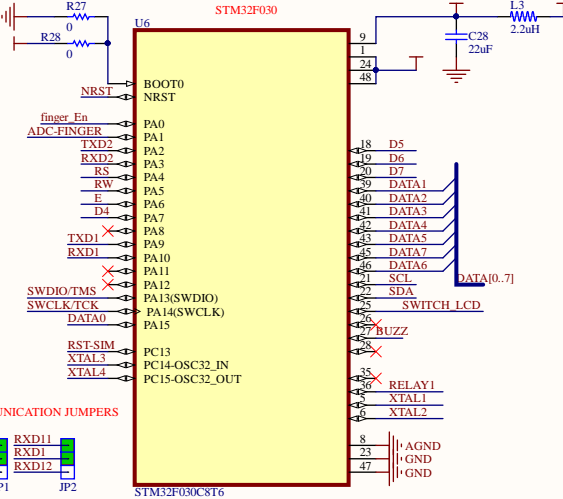 STM32F030
R27
0
R28
0
U6
L3
2.2uH
C28
22uF
9
1
24
48
BOOT0
NRST
NRST
finger_En
PA0
ADC-FINGER
PA1
TXD2
PA2
18
D5
RXD2
PA3
19
D6
RS
PA4
20
D7
RW
PA5
39
DATA1
E
PA6
40
DATA2
D4
PA7
41
DATA3
PA8
42
DATA4
TXD1
PA9
43
DATA5
RXD1
PA10
45
DATA7
PA11
46
DATA6
DATA[0..7]
PA12
21
SCL
SWDIO/TMS
PA13(SWDIO)
22
SDA
SWCLK/TCK
PA14(SWCLK)
25
SWITCH_LCD
DATA0
PA15
26
27
BUZZ
RST-SIM
PC13
28
XTAL3
PC14-OSC32_IN
XTAL4
PC15-OSC32_OUT
35
36
RELAY1
5
XTAL1
6
XTAL2
JUMPERS
RXD11
RXD1
RXD12
JP2
8
AGND
23
GND
47
GND
STM32F030C8T6